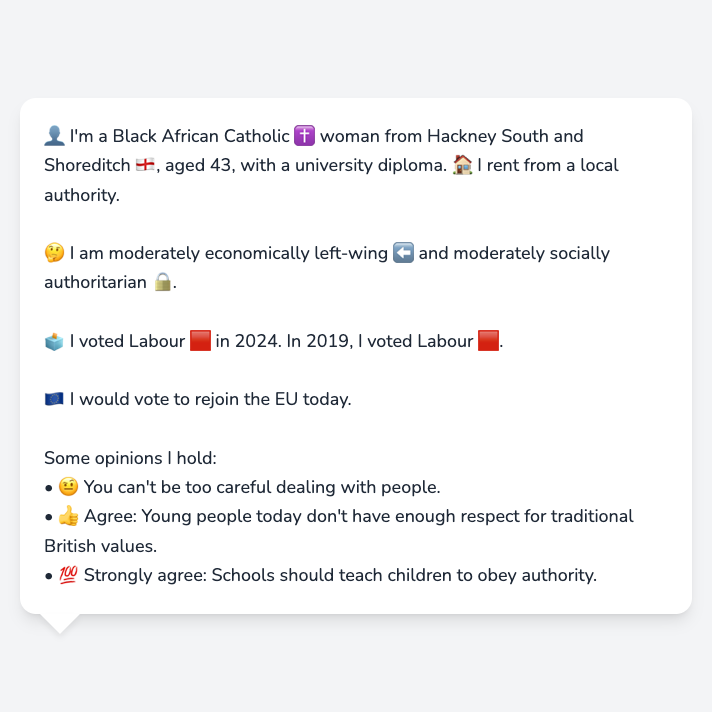 👤 I'm a Black African Catholic ✝️ woman from Hackney South and
Shoreditch 🏴󠁧󠁢󠁥󠁮󠁧󠁿, aged 43, with a university diploma. 🏠 I rent from a local
authority.
🤔 I am moderately economically left-wing ⬅️ and moderately socially
authoritarian 🔒.
🗳️ I voted Labour 🟥 in 2024. In 2019, I voted Labour 🟥.
🇪🇺 I would vote to rejoin the EU today.
Some opinions I hold:
• 🤨 You can't be too careful dealing with people.
• 👍 Agree: Young people today don't have enough respect for traditional
British values.
• 💯 Strongly agree: Schools should teach children to obey authority.